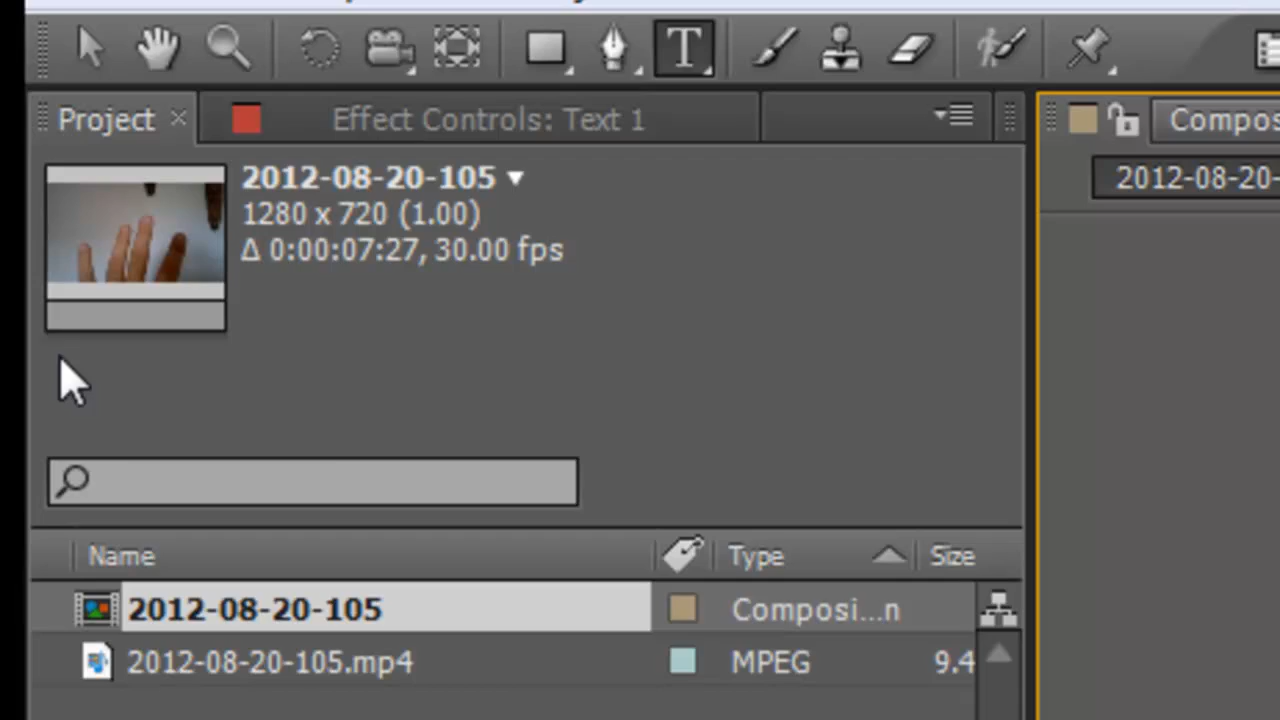 T
Project
Effect Controls: Text 1
Compos
2012-08-20-105
1280 x 720 (1.00)
Δ 0:00:07:27, 30.00 fps
2012-08-20-
Name Type Size
2012-08-20-105 Composi...n
2012-08-20-105.mp4 MPEG 9.4